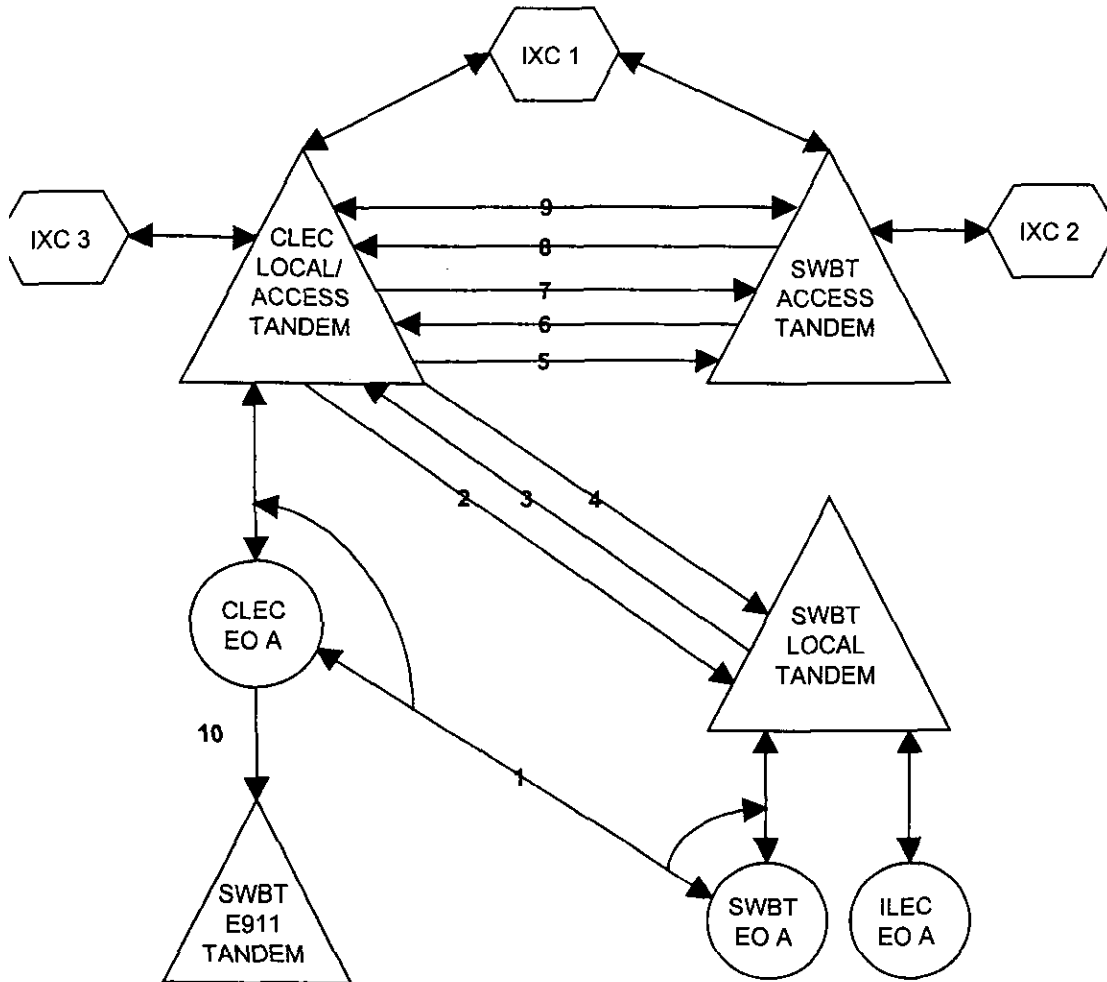 IXC 1
IXC 3
CLEC
LOCAL/
ACCESS
TANDEM
9
8
7
6
5
SWBT
ACCESS
TANDEM
IXC 2
2
3
4
CLEC
EO A
SWBT
LOCAL
TANDEM
10
1
SWBT
E911
TANDEM
SWBT
EO A
ILEC
EO A